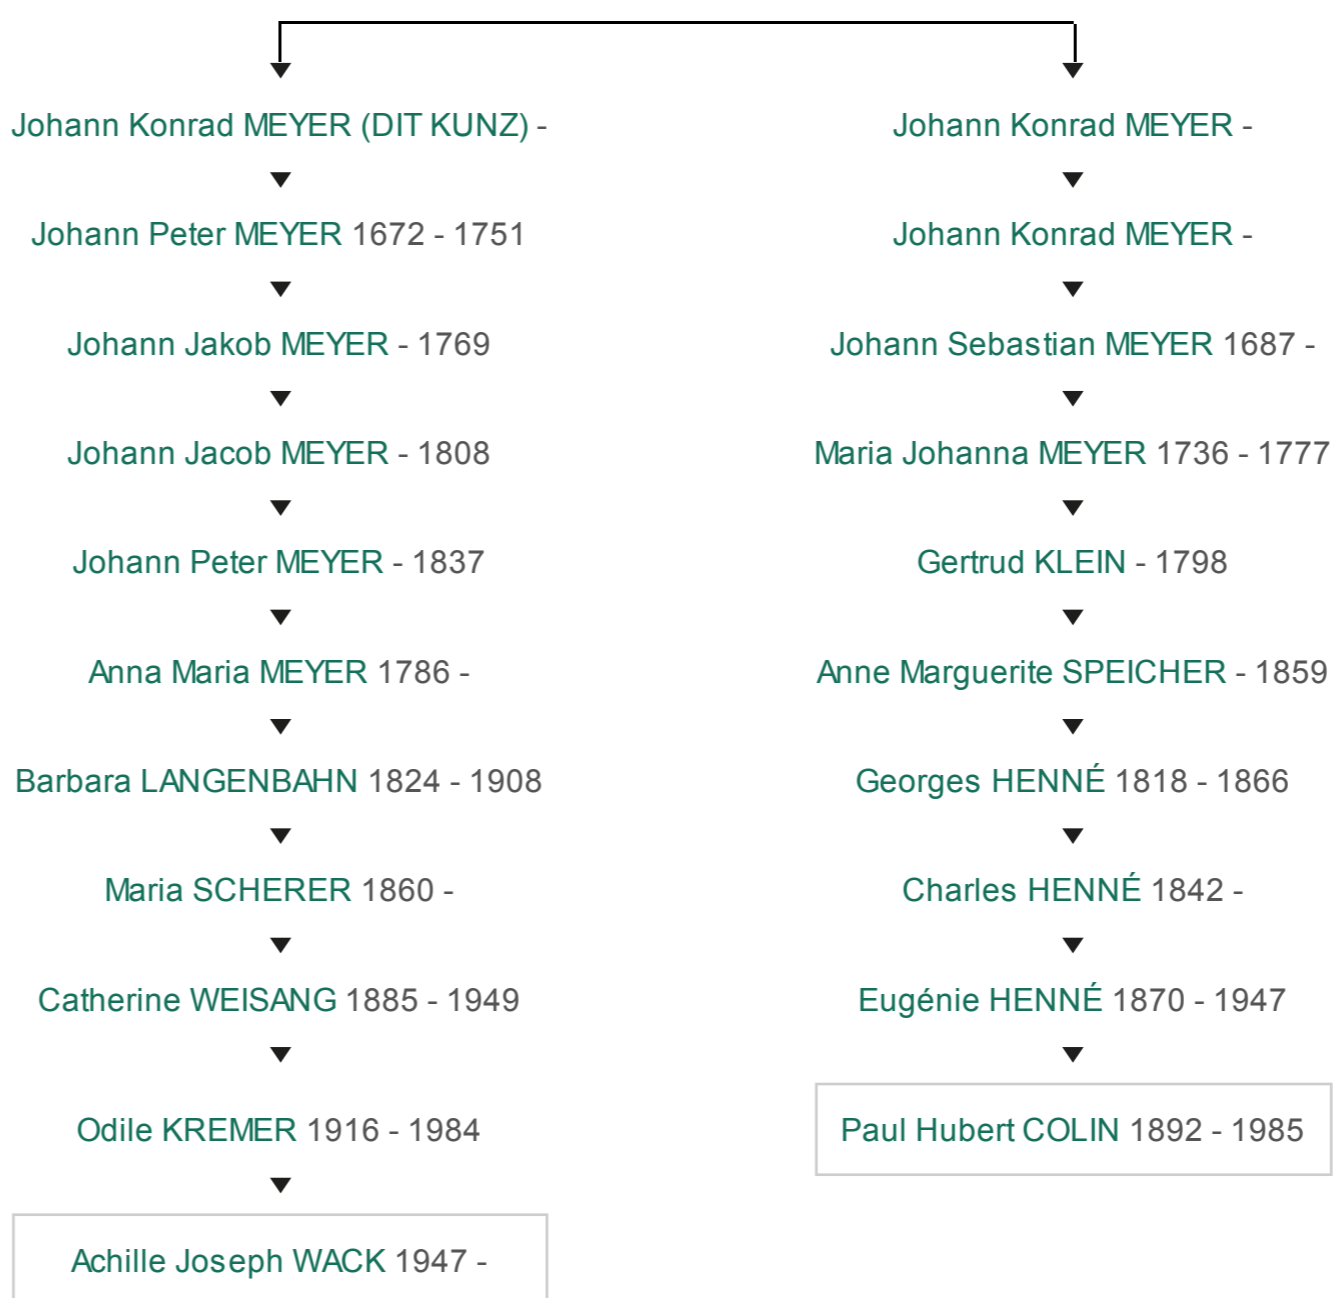 Johann Konrad MEYER (DIT KUNZ) -
Johann Peter MEYER 1672 - 1751
Johann Jakob MEYER - 1769
Johann Jacob MEYER - 1808
Johann Peter MEYER - 1837
Anna Maria MEYER 1786 -
Barbara LANGENBAHN 1824 - 1908
Maria SCHERER 1860 -
Catherine WEISANG 1885 - 1949
Odile KREMER 1916 - 1984
Achille Joseph WACK 1947 -
Johann Konrad MEYER -
Johann Konrad MEYER -
Johann Sebastian MEYER 1687 -
Maria Johanna MEYER 1736 - 1777
Gertrud KLEIN - 1798
Anne Marguerite SPEICHER - 1859
Georges HENNÉ 1818 - 1866
Charles HENNÉ 1842 -
Eugénie HENNÉ 1870 - 1947
Paul Hubert COLIN 1892 - 1985